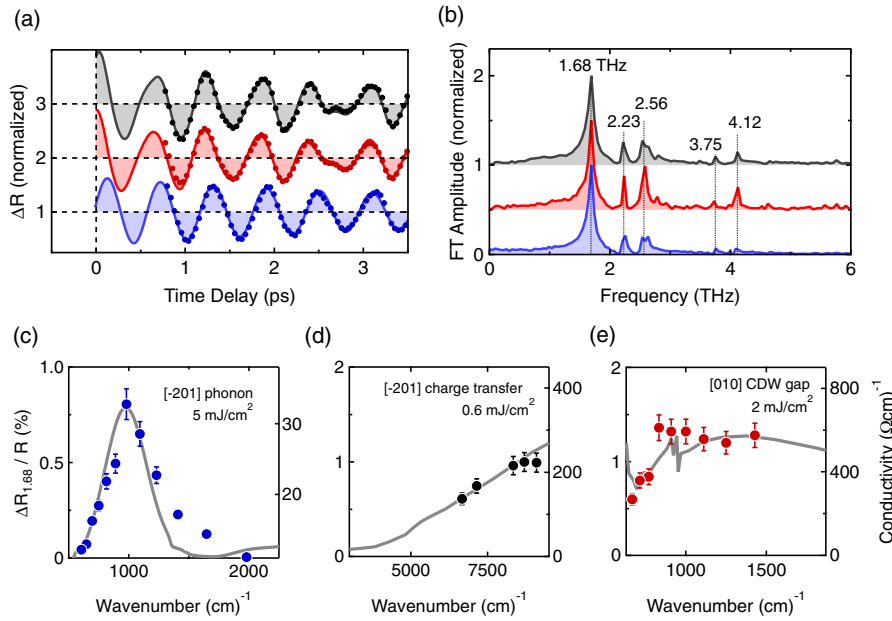 (a)
ΔR (normalized)
3
2
1
0
1
2
3
Time Delay (ps)
(b)
FT Amplitude (normalized)
2
1
0
1.68 THz
2.23
2.56
3.75
4.12
0
2
4
6
Frequency (THz)
(c)
ΔR1.68 / R (%)
1.0
0.5
0
[-201] phonon
5 mJ/cm2
30
20
1000
2000
Wavenumber (cm)-1
(d)
2
1
0
[-201] charge transfer
0.6 mJ/cm2
400
200
0
5000
7500
Wavenumber (cm)-1
(e)
2
1
0
[010] CDW gap
2 mJ/cm2
800
400
0
Conductivity (Ωcm)-1
1000
1500
Wavenumber (cm)-1